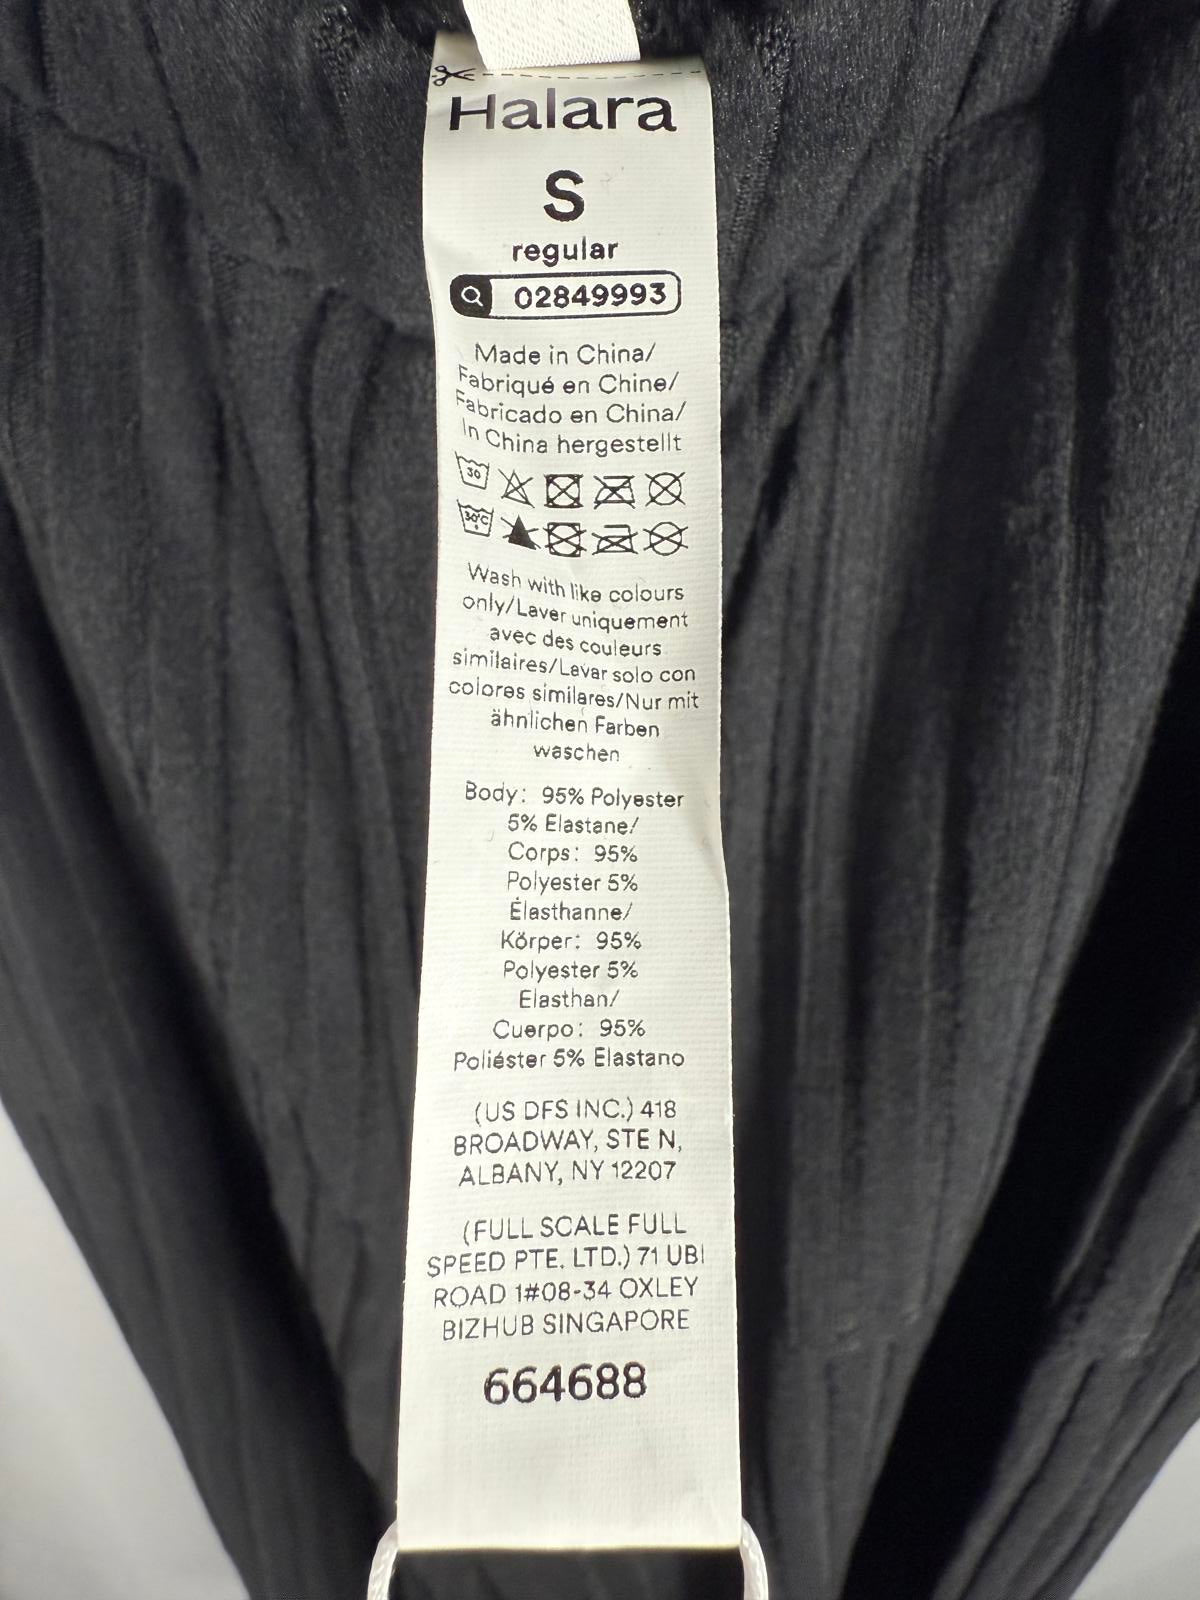 Halara
S
regular
02849993
Made in China/
Fabriqué en Chine/
Fabricado en China/
In China hergestellt
30
30°C
Wash with like colours
only/Laver uniquement
avec des couleurs
similaires/Lavar solo con
colores similares/Nur mit
ähnlichen Farben
waschen
Body: 95% Polyester
5% Elastane/
Corps: 95%
Polyester 5%
Élasthanne/
Körper: 95%
Polyester 5%
Elasthan/
Cuerpo: 95%
Poliéster 5% Elastano
(US DFS INC.) 418
BROADWAY, STE N,
ALBANY, NY 12207
(FULL SCALE FULL
SPEED PTE. LTD.) 71 UBI
ROAD 1#08-34 OXLEY
BIZHUB SINGAPORE
664688